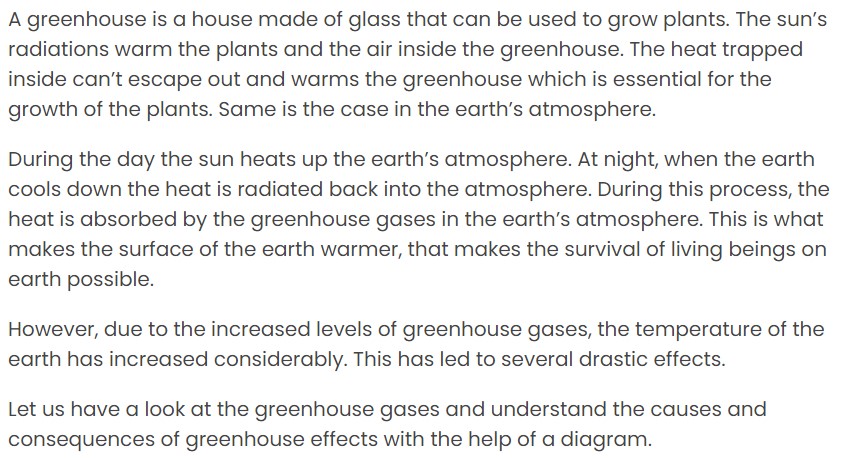 A greenhouse is a house made of glass that can be used to grow plants. The sun’s
radiations warm the plants and the air inside the greenhouse. The heat trapped
inside can’t escape out and warms the greenhouse which is essential for the
growth of the plants. Same is the case in the earth’s atmosphere.
During the day the sun heats up the earth’s atmosphere. At night, when the earth
cools down the heat is radiated back into the atmosphere. During this process, the
heat is absorbed by the greenhouse gases in the earth’s atmosphere. This is what
makes the surface of the earth warmer, that makes the survival of living beings on
earth possible.
However, due to the increased levels of greenhouse gases, the temperature of the
earth has increased considerably. This has led to several drastic effects.
Let us have a look at the greenhouse gases and understand the causes and
consequences of greenhouse effects with the help of a diagram.